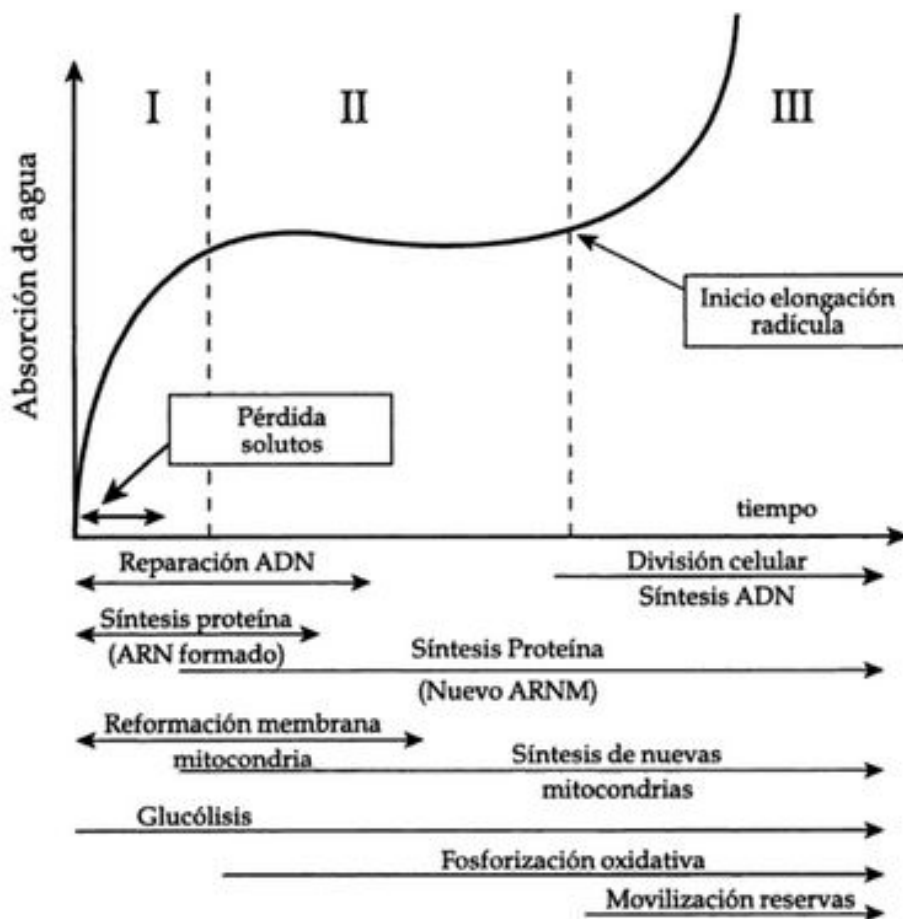 I
II
III
Absorción de agua
Inicio elongación
radícula
Pérdida
solutos
tiempo
Reparación ADN
División celular
Síntesis ADN
Síntesis proteína
(ARN formado)
Síntesis Proteína
(Nuevo ARNM)
Reformación membrana
mitocondria
Síntesis de nuevas
mitocondrias
Glucólisis
Fosforización oxidativa
Movilización reservas